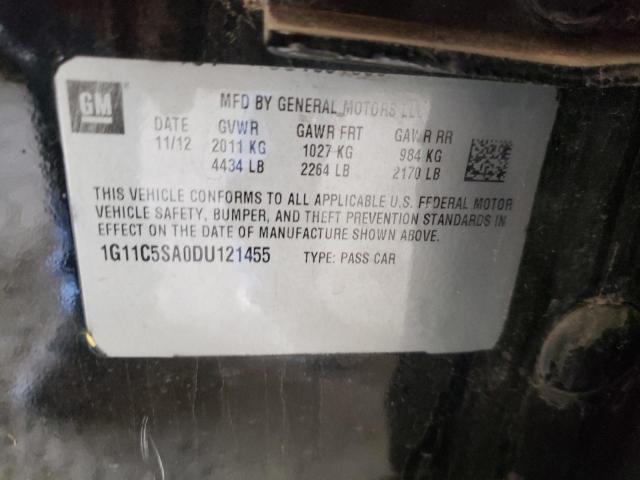 GM
MFD BY GENERAL MOTORS LLC
DATE GVWR GAWR FRT GAWR RR
11/12 2011 KG 1027 KG 984 KG
4434 LB 2264 LB 2170 LB
THIS VEHICLE CONFORMS TO ALL APPLICABLE U.S. FEDERAL MOTOR
VEHICLE SAFETY, BUMPER, AND THEFT PREVENTION STANDARDS IN
EFFECT ON THE DATE OF MANUFACTURE SHOWN ABOVE.
1G11C5SA0DU121455 TYPE: PASS CAR